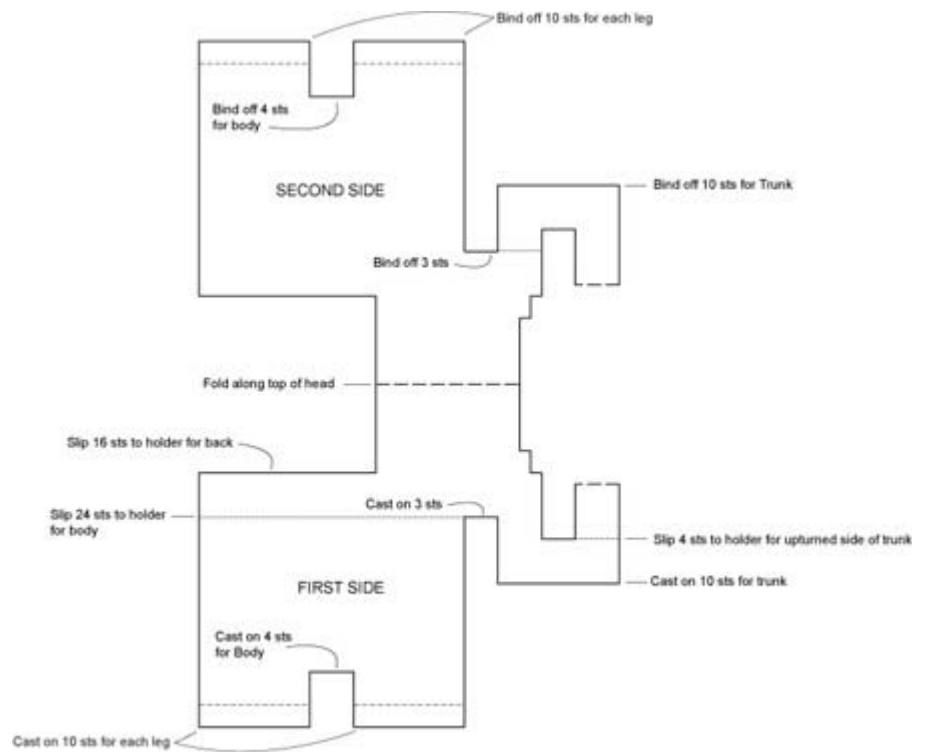 Bind off 10 sts for each leg
Bind off 4 sts
for body
SECOND SIDE
Bind off 10 sts for Trunk
Bind off 3 sts
Fold along top of head
Slip 16 sts to holder for back
Cast on 3 sts
Slip 24 sts to holder
for body
Slip 4 sts to holder for upturned side of trunk
Cast on 10 sts for trunk
FIRST SIDE
Cast on 4 sts
for Body
Cast on 10 sts for each leg